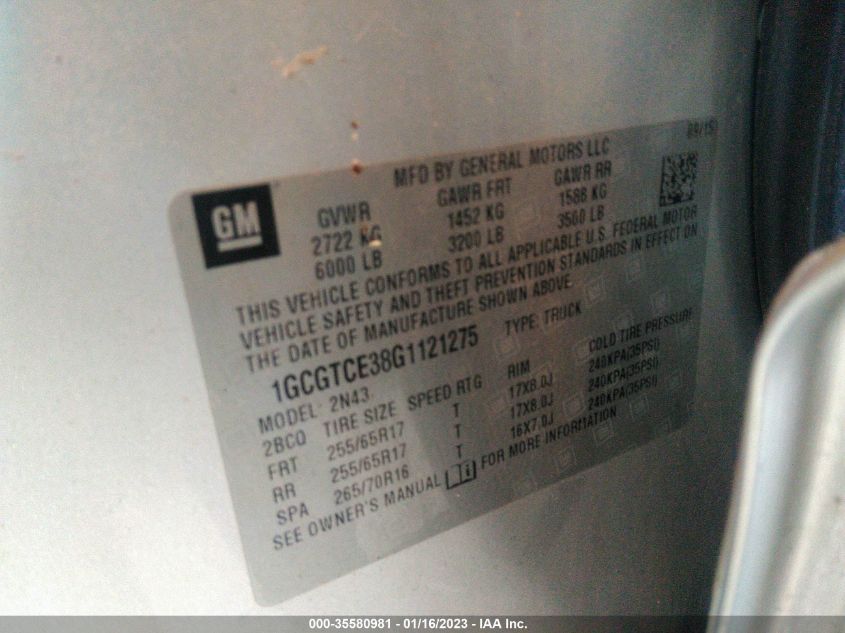 09/15
MFD BY GENERAL MOTORS LLC
GM
GVWR GAWR FRT GAWR RR
2722 KG 1452 KG 1588 KG
6000 LB 3200 LB 3500 LB
THIS VEHICLE CONFORMS TO ALL APPLICABLE U.S. FEDERAL MOTOR
VEHICLE SAFETY AND THEFT PREVENTION STANDARDS IN EFFECT ON
THE DATE OF MANUFACTURE SHOWN ABOVE.
1GCGTCE38G1121275 TYPE: TRUCK
MODEL: 2N43
2BCO TIRE SIZE SPEED RTG RIM COLD TIRE PRESSURE
FRT 255/65R17 T 17X8.0J 240KPA(35PSI)
RR 255/65R17 T 17X8.0J 240KPA(35PSI)
SPA 265/70R16 T 16X7.0J 240KPA(35PSI)
SEE OWNER'S MANUAL FOR MORE INFORMATION
000-35580981 - 01/16/2023 - IAA Inc.